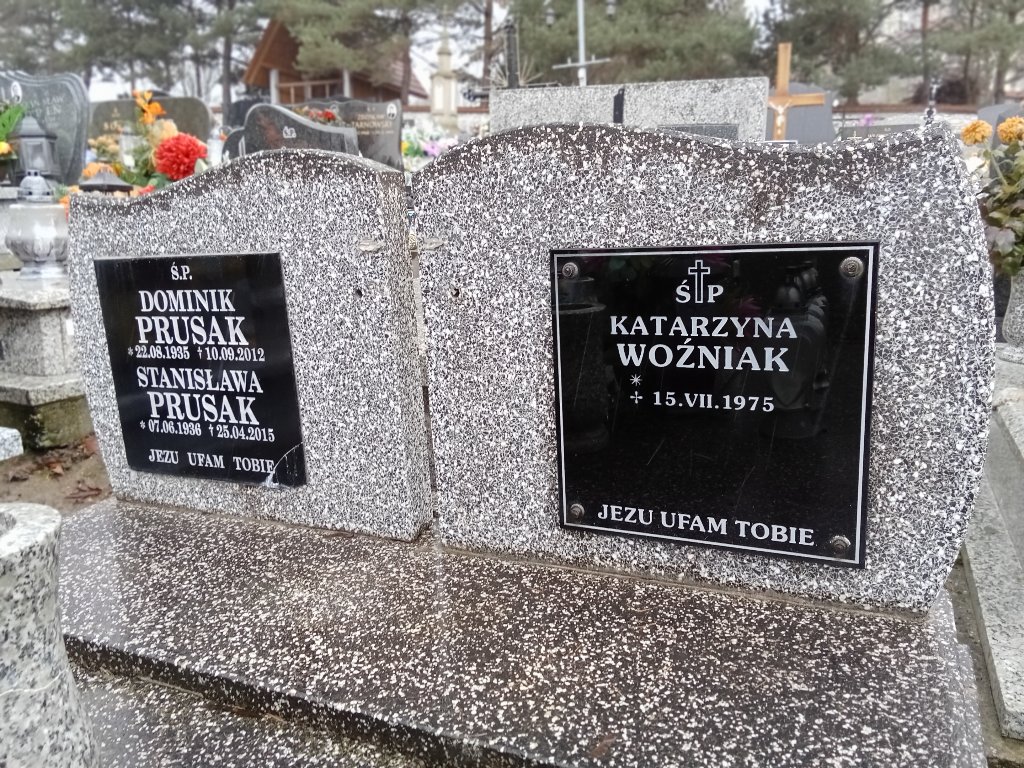 Ś.P.
DOMINIK
PRUSAK
* 22.08.1935 † 10.09.2012
STANISŁAWA
PRUSAK
* 07.06.1936 † 25.04.2015
JEZU UFAM TOBIE
Ś†P
KATARZYNA
WOŹNIAK
*
✢ 15.VII.1975
JEZU UFAM TOBIE